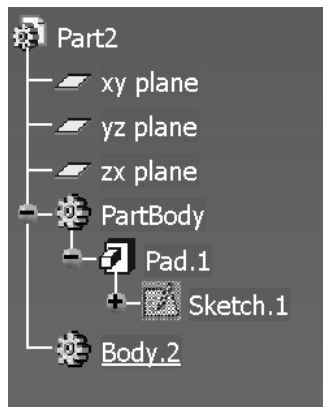 Part2
xy plane
yz plane
zx plane
PartBody
Pad.1
Sketch.1
Body.2